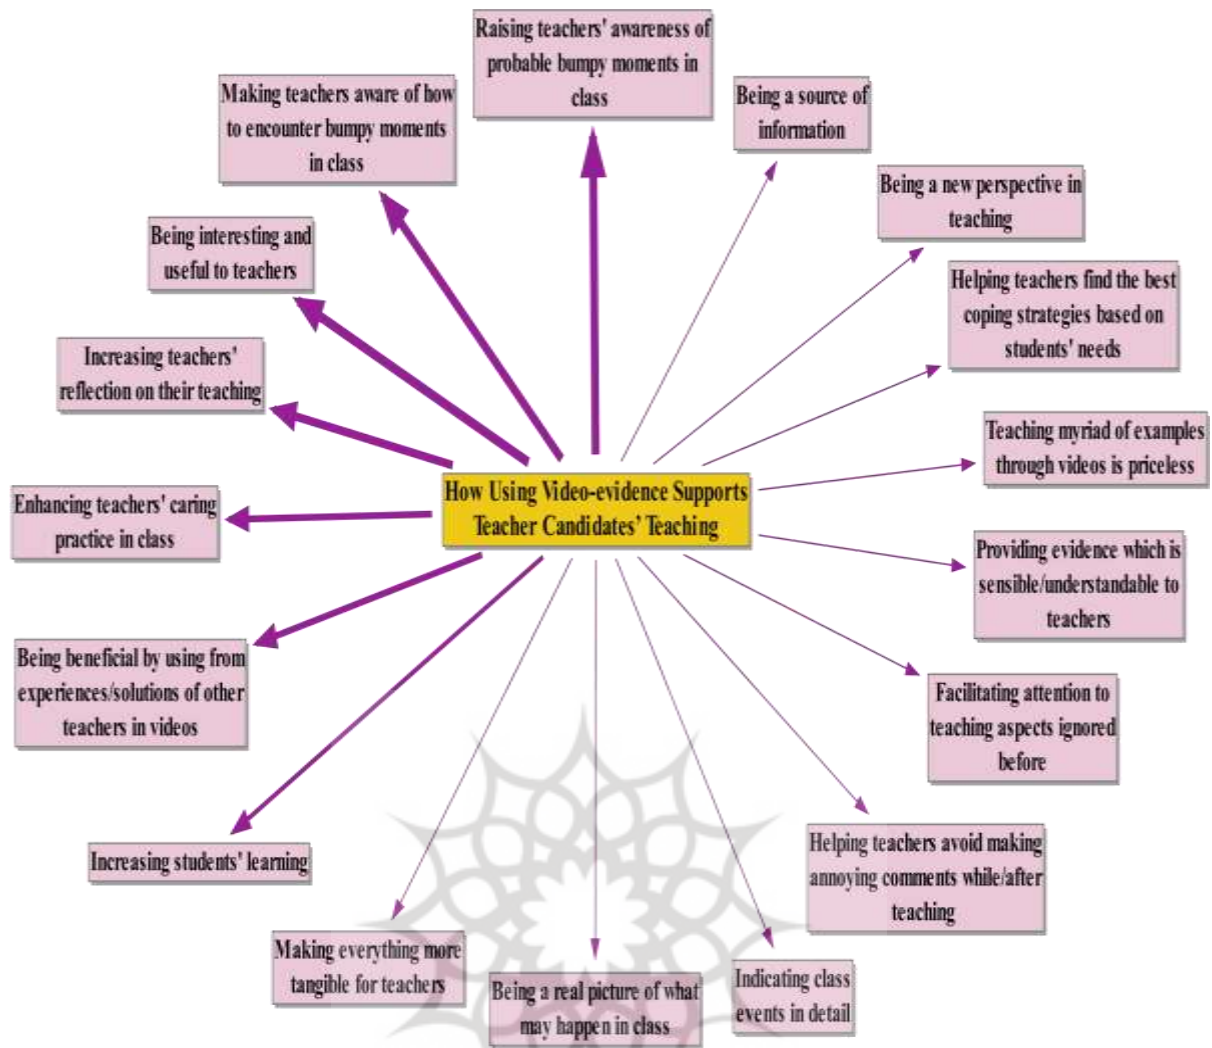 Raising teachers' awareness of
probable bumpy moments in
class
Making teachers aware of how
to encounter bumpy moments
in class
Being a source of
information
Being a new perspective in
teaching
Being interesting and
useful to teachers
Helping teachers find the best
coping strategies based on
students' needs
Increasing teachers'
reflection on their teaching
Teaching myriad of examples
through videos is priceless
How Using Video-evidence Supports
Teacher Candidates' Teaching
Enhancing teachers' caring
practice in class
Providing evidence which is
sensible/understandable to
teachers
Being beneficial by using from
experiences/solutions of other
teachers in videos
Facilitating attention to
teaching aspects ignored
before
Increasing students' learning
Helping teachers avoid making
annoying comments while/after
teaching
Making everything more
tangible for teachers
Being a real picture of what
may happen in class
Indicating class
events in detail